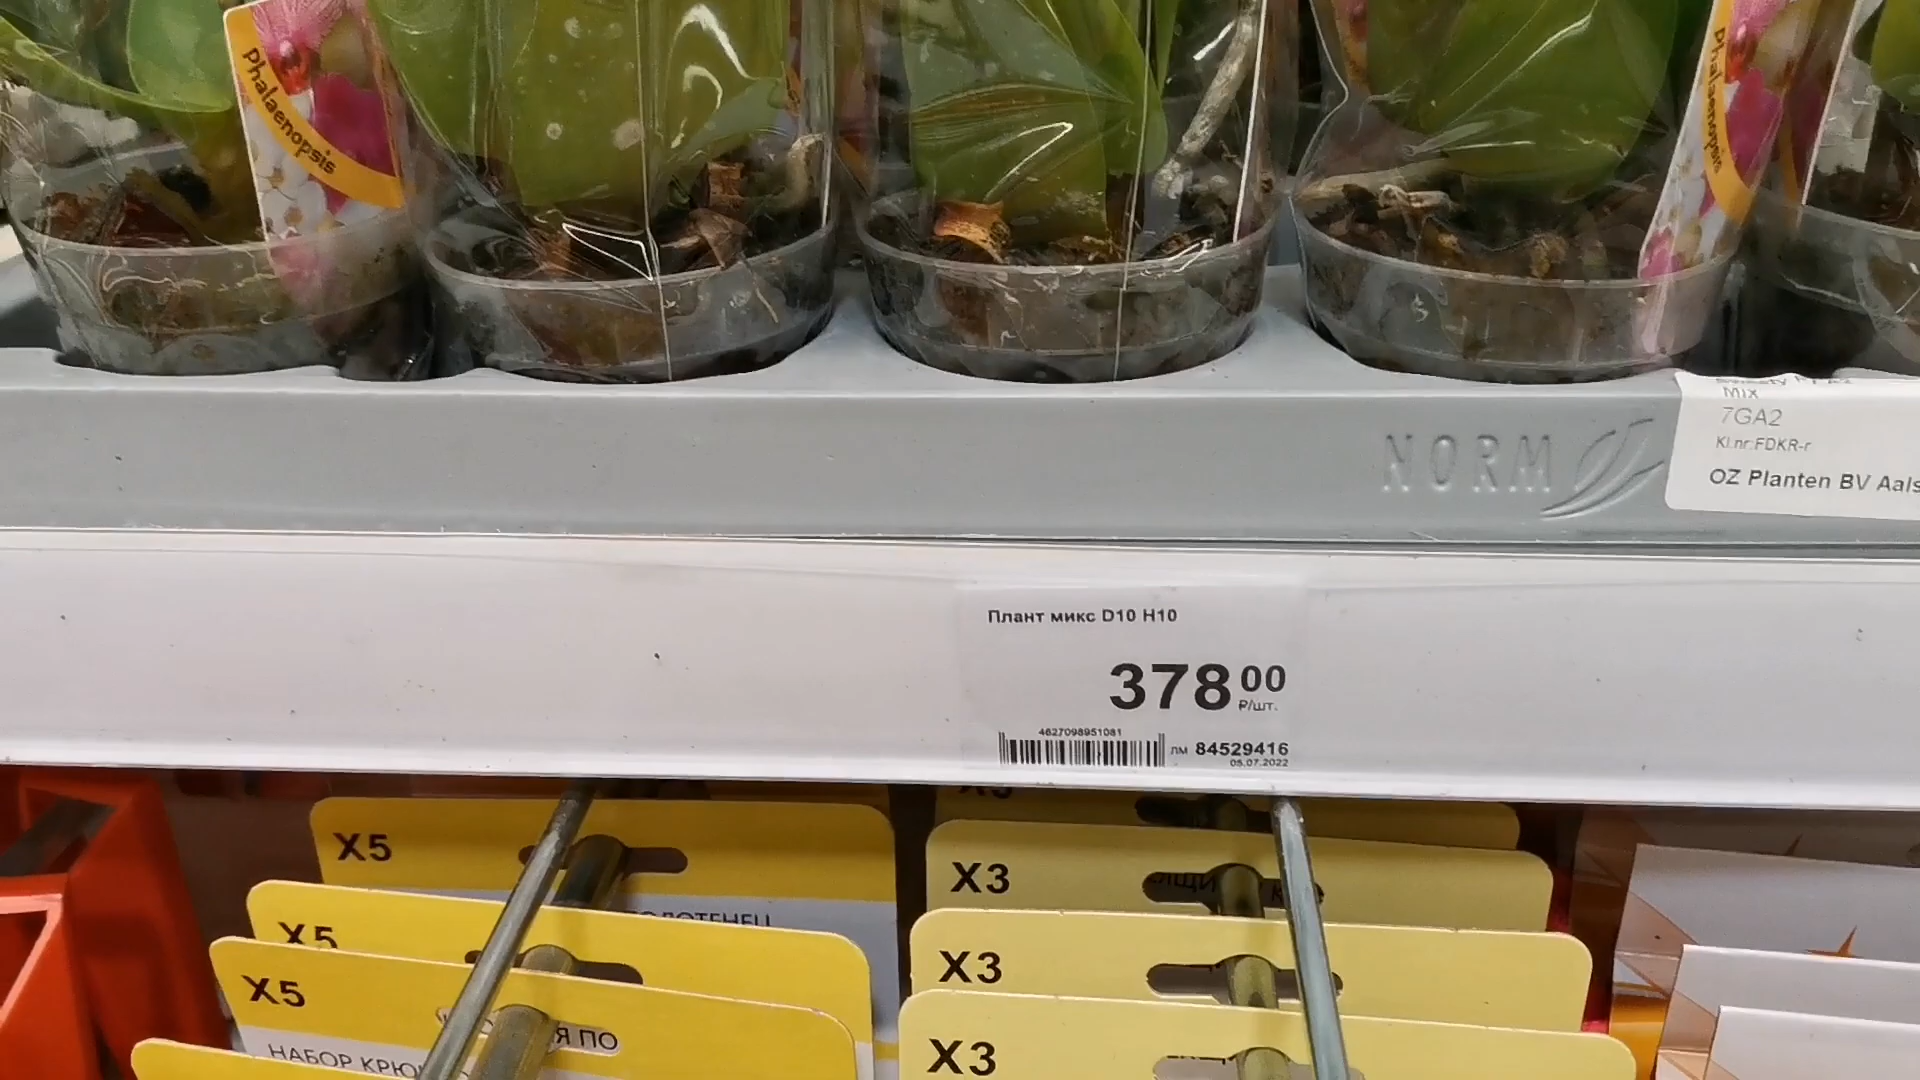 Phalaenopsis
Phalaenopsis
NORM
Mix
7GA2
Kl.nr:FDKR-r
OZ Planten BV Aals
Плант микс D10 H10
378 00
₽/шт.
4627098951081
лм 84529416
05.07.2022
X5
X3
X5
X3
X5
Я ПО
НАБОР КРЮ
X3